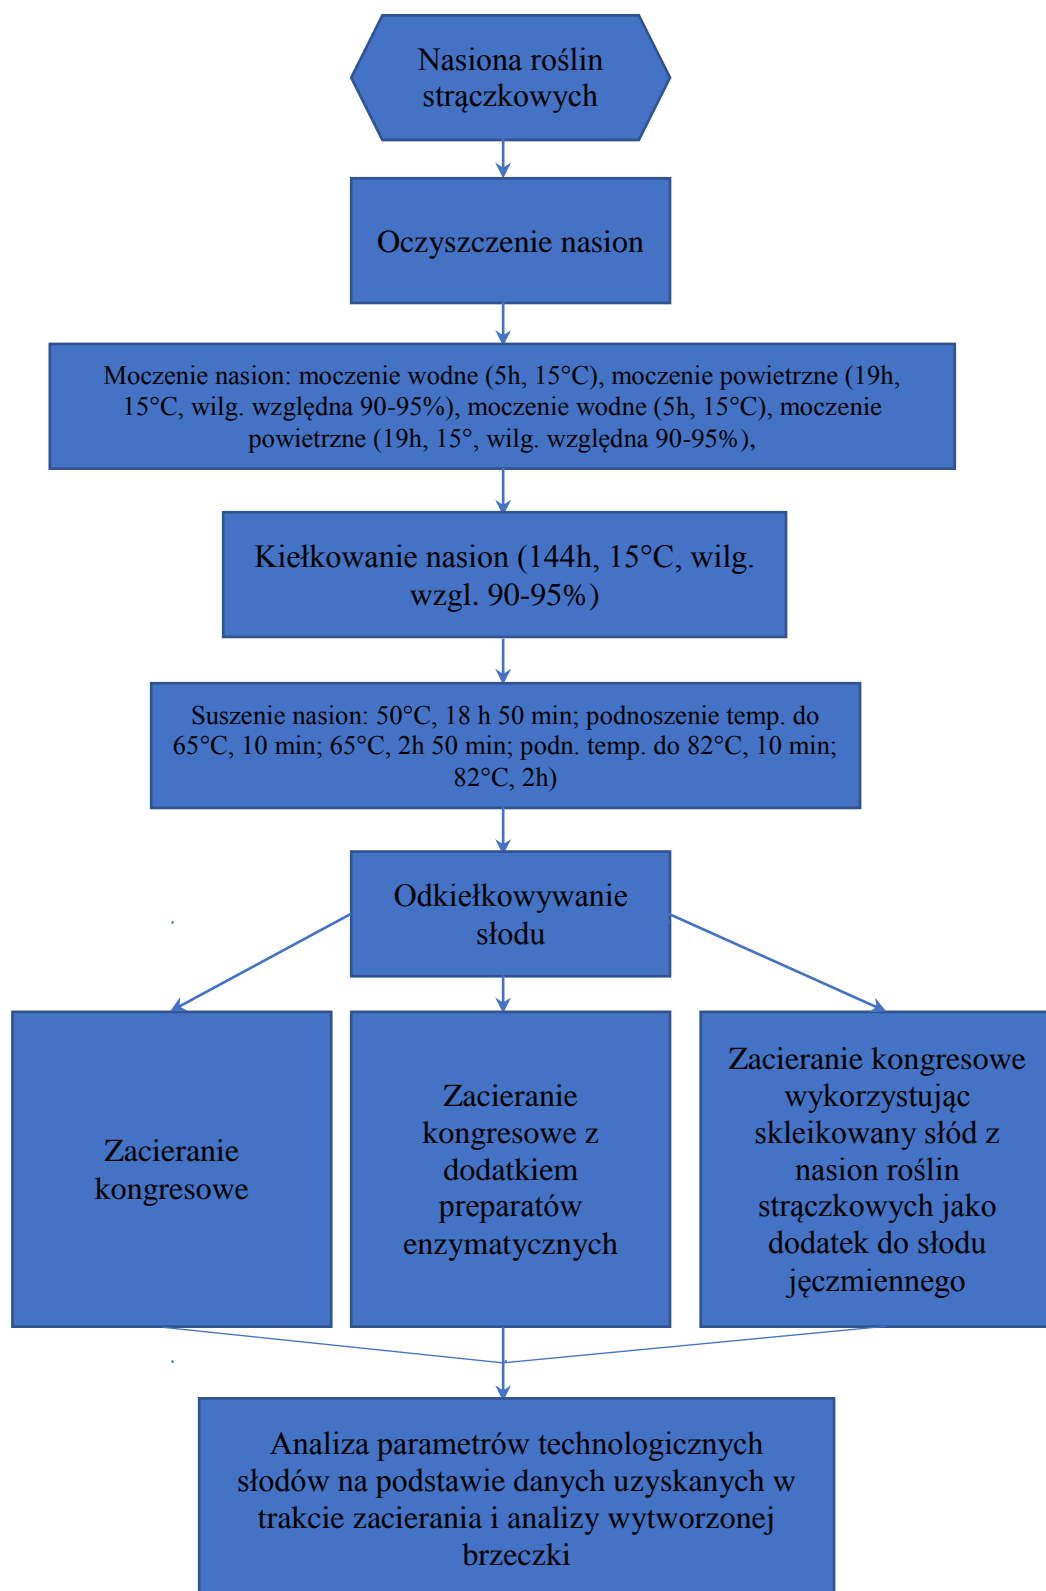 Nasiona roślin
strączkowych
Oczyszczenie nasion
Moczenie nasion: moczenie wodne (5h, 15°C), moczenie powietrzne (19h,
15°C, wilg. względna 90-95%), moczenie wodne (5h, 15°C), moczenie
powietrzne (19h, 15°, wilg. względna 90-95%),
Kiełkowanie nasion (144h, 15°C, wilg.
wzgl. 90-95%)
Suszenie nasion: 50°C, 18 h 50 min; podnoszenie temp. do
65°C, 10 min; 65°C, 2h 50 min; podn. temp. do 82°C, 10 min;
82°C, 2h)
Odkiełkowywanie
słodu
Zacieranie
kongresowe
Zacieranie
kongresowe z
dodatkiem
preparatów
enzymatycznych
Zacieranie kongresowe
wykorzystując
skleikowany słód z
nasion roślin
strączkowych jako
dodatek do słodu
jęczmiennego
Analiza parametrów technologicznych
słodów na podstawie danych uzyskanych w
trakcie zacierania i analizy wytworzonej
brzeczki